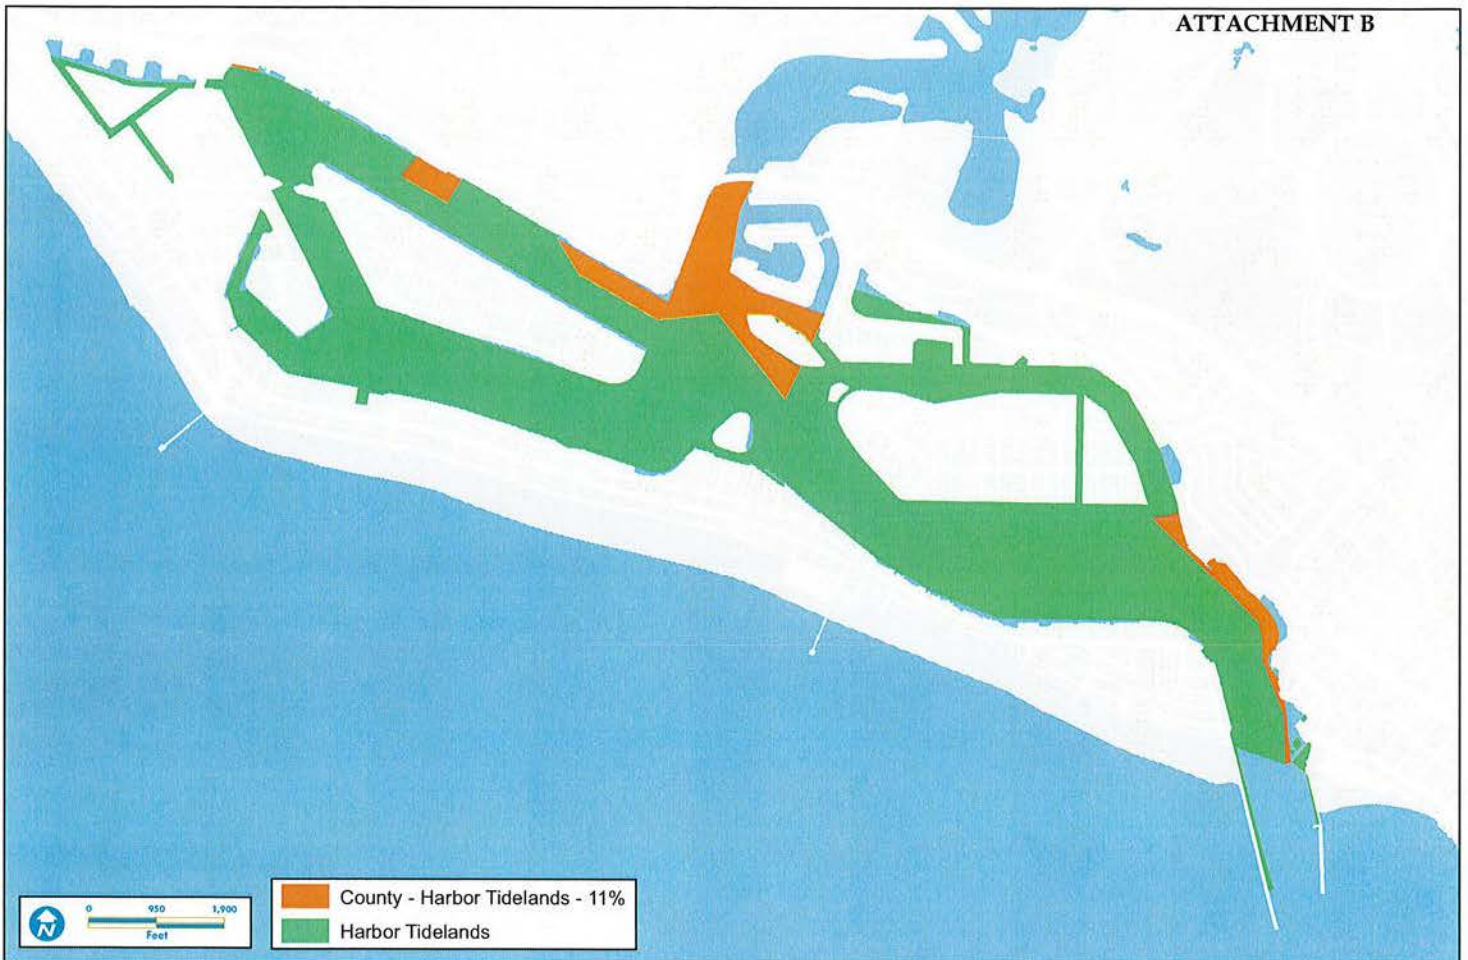 ATTACHMENT B
N
0 950 1,900
Feet
County - Harbor Tidelands - 11%
Harbor Tidelands